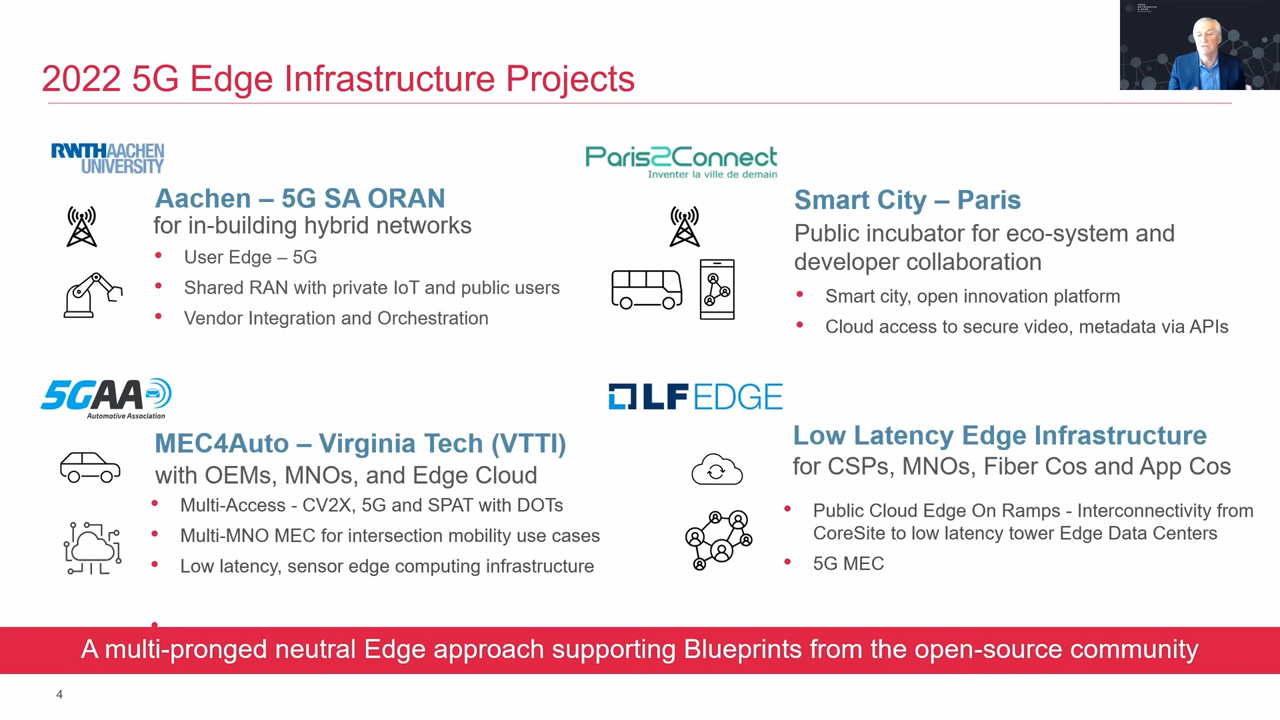 2022 5G Edge Infrastructure Projects
RWTHAACHEN
UNIVERSITY
Aachen – 5G SA ORAN
for in-building hybrid networks
• User Edge – 5G
• Shared RAN with private IoT and public users
• Vendor Integration and Orchestration
Paris2Connect
Inventer la ville de demain
Smart City – Paris
Public incubator for eco-system and
developer collaboration
• Smart city, open innovation platform
• Cloud access to secure video, metadata via APIs
5GAA
Automotive Association
MEC4Auto – Virginia Tech (VTTI)
with OEMs, MNOs, and Edge Cloud
• Multi-Access - CV2X, 5G and SPAT with DOTs
• Multi-MNO MEC for intersection mobility use cases
• Low latency, sensor edge computing infrastructure
LF EDGE
Low Latency Edge Infrastructure
for CSPs, MNOs, Fiber Cos and App Cos
• Public Cloud Edge On Ramps - Interconnectivity from
CoreSite to low latency tower Edge Data Centers
• 5G MEC
A multi-pronged neutral Edge approach supporting Blueprints from the open-source community
4